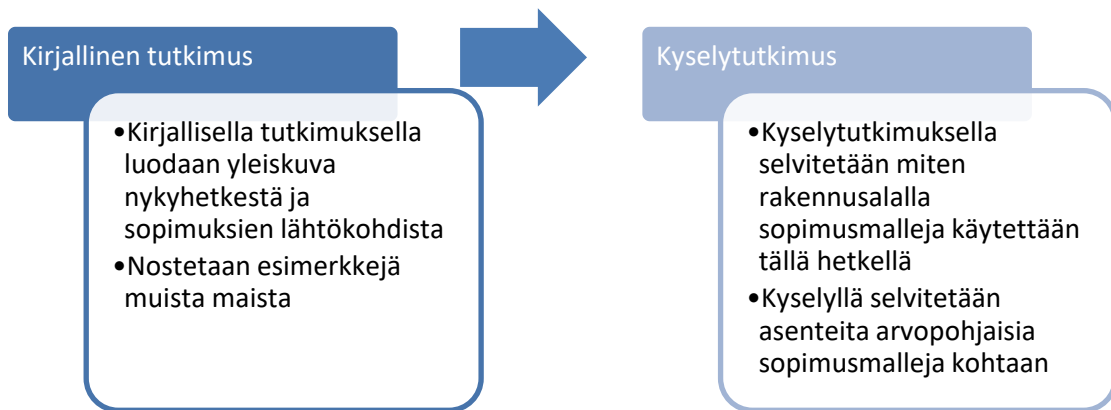 Kirjallinen tutkimus
•Kirjallisella tutkimuksella
luodaan yleiskuva
nykyhetkestä ja
sopimuksien lähtökohdista
•Nostetaan esimerkkejä
muista maista
Kyselytutkimus
•Kyselytutkimuksella
selvitetään miten
rakennusalalla
sopimusmalleja käytettään
tällä hetkellä
•Kyselyllä selvitetään
asenteita arvopohjaisia
sopimusmalleja kohtaan